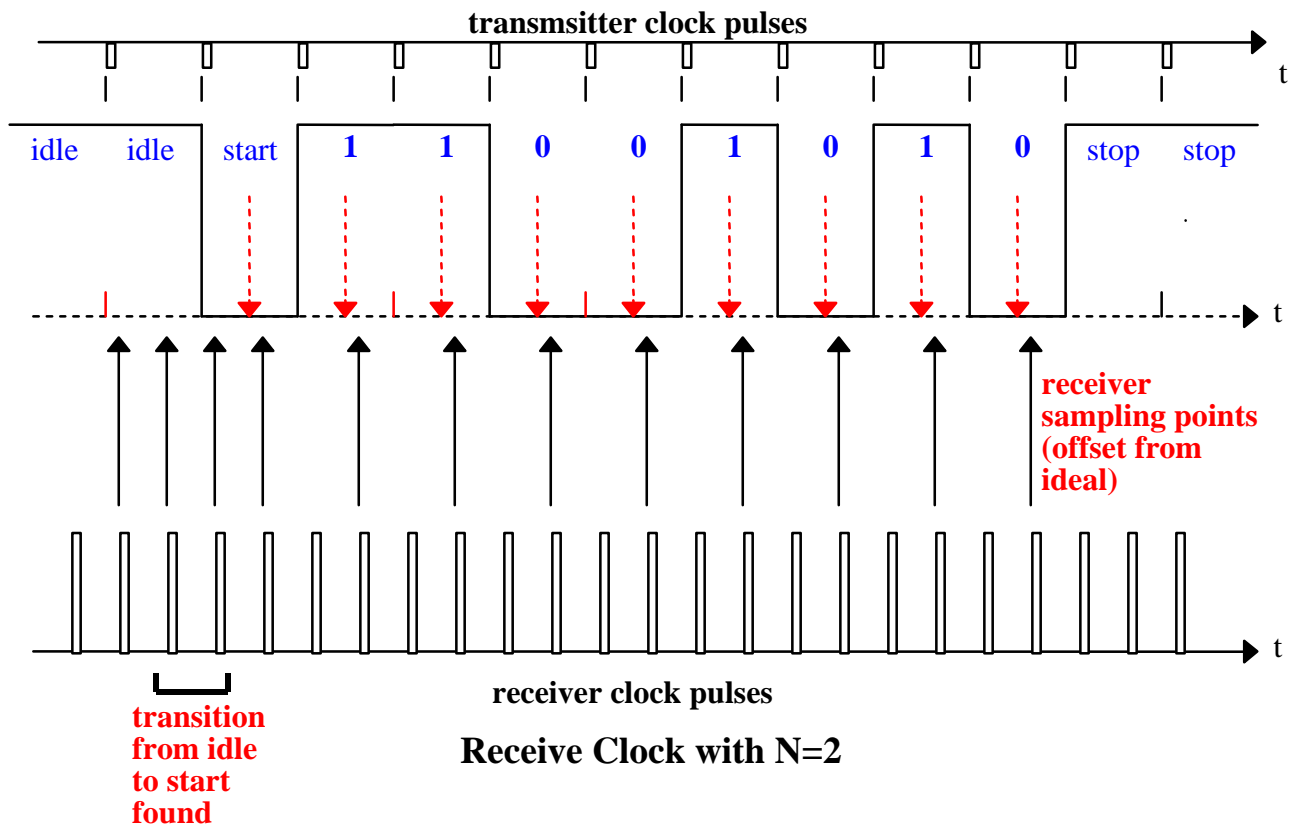 transmsitter clock pulses
t
idle idle start 1 1 0 0 1 0 1 0 stop stop
t
receiver
sampling points
(offset from
ideal)
t
receiver clock pulses
transition
from idle
to start
found
Receive Clock with N=2